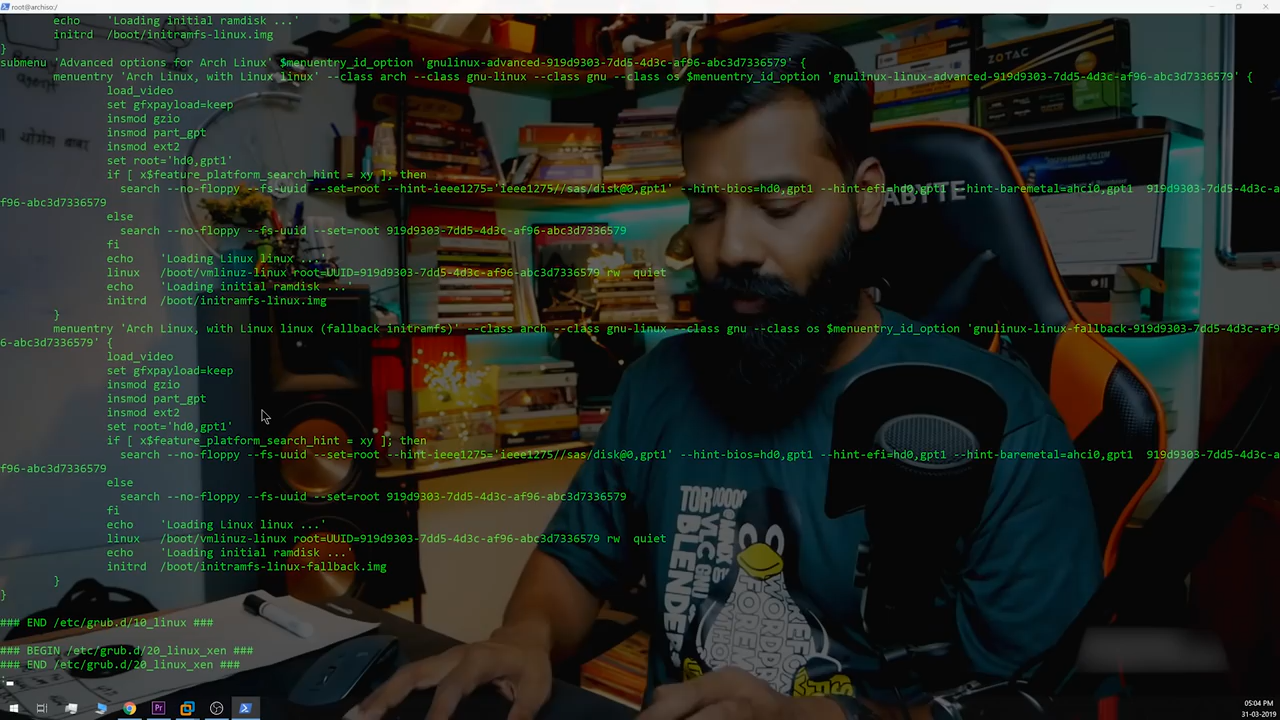 root@archiso:/
echo    'Loading initial ramdisk ...'
initrd  /boot/initramfs-linux.img
}
submenu 'Advanced options for Arch Linux' $menuentry_id_option 'gnulinux-advanced-919d9303-7dd5-4d3c-af96-abc3d7336579' {
menuentry 'Arch Linux, with Linux linux' --class arch --class gnu-linux --class gnu --class os $menuentry_id_option 'gnulinux-linux-advanced-919d9303-7dd5-4d3c-af96-abc3d7336579' {
load_video
set gfxpayload=keep
insmod gzio
insmod part_gpt
insmod ext2
set root='hd0,gpt1'
if [ x$feature_platform_search_hint = xy ]; then
search --no-floppy --fs-uuid --set=root --hint-ieee1275='ieee1275//sas/disk@0,gpt1' --hint-bios=hd0,gpt1 --hint-efi=hd0,gpt1 --hint-baremetal=ahci0,gpt1  919d9303-7dd5-4d3c-a
f96-abc3d7336579
else
search --no-floppy --fs-uuid --set=root 919d9303-7dd5-4d3c-af96-abc3d7336579
fi
echo    'Loading Linux linux ...'
linux   /boot/vmlinuz-linux root=UUID=919d9303-7dd5-4d3c-af96-abc3d7336579 rw  quiet
echo    'Loading initial ramdisk ...'
initrd  /boot/initramfs-linux.img
}
menuentry 'Arch Linux, with Linux linux (fallback initramfs)' --class arch --class gnu-linux --class gnu --class os $menuentry_id_option 'gnulinux-linux-fallback-919d9303-7dd5-4d3c-af9
6-abc3d7336579' {
load_video
set gfxpayload=keep
insmod gzio
insmod part_gpt
insmod ext2
set root='hd0,gpt1'
if [ x$feature_platform_search_hint = xy ]; then
search --no-floppy --fs-uuid --set=root --hint-ieee1275='ieee1275//sas/disk@0,gpt1' --hint-bios=hd0,gpt1 --hint-efi=hd0,gpt1 --hint-baremetal=ahci0,gpt1  919d9303-7dd5-4d3c-a
f96-abc3d7336579
else
search --no-floppy --fs-uuid --set=root 919d9303-7dd5-4d3c-af96-abc3d7336579
fi
echo    'Loading Linux linux ...'
linux   /boot/vmlinuz-linux root=UUID=919d9303-7dd5-4d3c-af96-abc3d7336579 rw  quiet
echo    'Loading initial ramdisk ...'
initrd  /boot/initramfs-linux-fallback.img
}
}
### END /etc/grub.d/10_linux ###
### BEGIN /etc/grub.d/20_linux_xen ###
### END /etc/grub.d/20_linux_xen ###
:
ZOTAC
ABYTE
BLENDER
VLC GNU
Pr
05:04 PM
31-03-2019